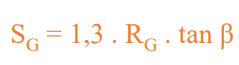 S_G = 1,3 . R_G . tan β